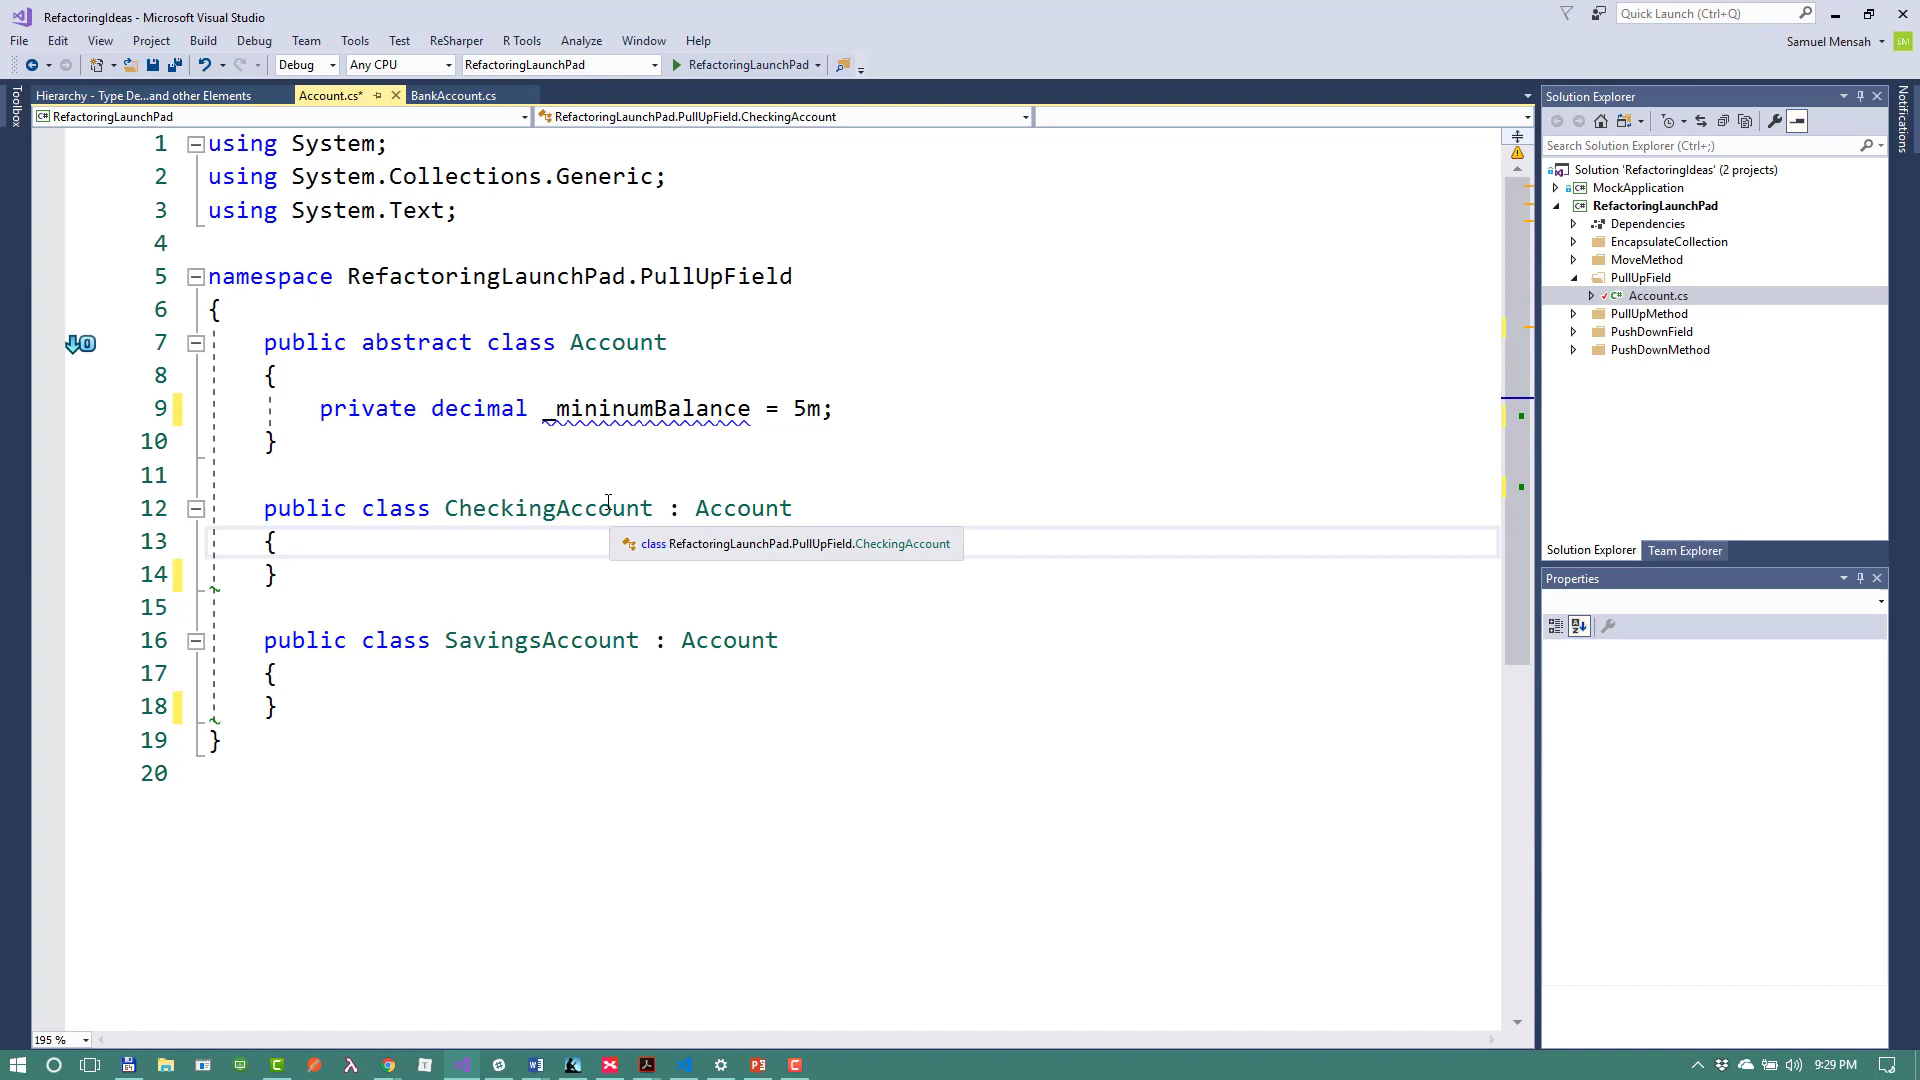 RefactoringIdeas - Microsoft Visual Studio
Quick Launch (Ctrl+Q)
File Edit View Project Build Debug Team Tools Test ReSharper R Tools Analyze Window Help
Samuel Mensah
SM
Debug Any CPU RefactoringLaunchPad RefactoringLaunchPad
Toolbox
Hierarchy - Type De...and other Elements Account.cs* BankAccount.cs
RefactoringLaunchPad RefactoringLaunchPad.PullUpField.CheckingAccount
1 using System;
2 using System.Collections.Generic;
3 using System.Text;
4
5 namespace RefactoringLaunchPad.PullUpField
6 {
7 public abstract class Account
8 {
9 private decimal _mininumBalance = 5m;
10 }
11
12 public class CheckingAccount : Account
13 {
class RefactoringLaunchPad.PullUpField.CheckingAccount
14 }
15
16 public class SavingsAccount : Account
17 {
18 }
19 }
20
195 %
Solution Explorer
Search Solution Explorer (Ctrl+;)
Solution 'RefactoringIdeas' (2 projects)
C# MockApplication
C# RefactoringLaunchPad
Dependencies
EncapsulateCollection
MoveMethod
PullUpField
C# Account.cs
PullUpMethod
PushDownField
PushDownMethod
Solution Explorer Team Explorer
Properties
Notifications
9:29 PM